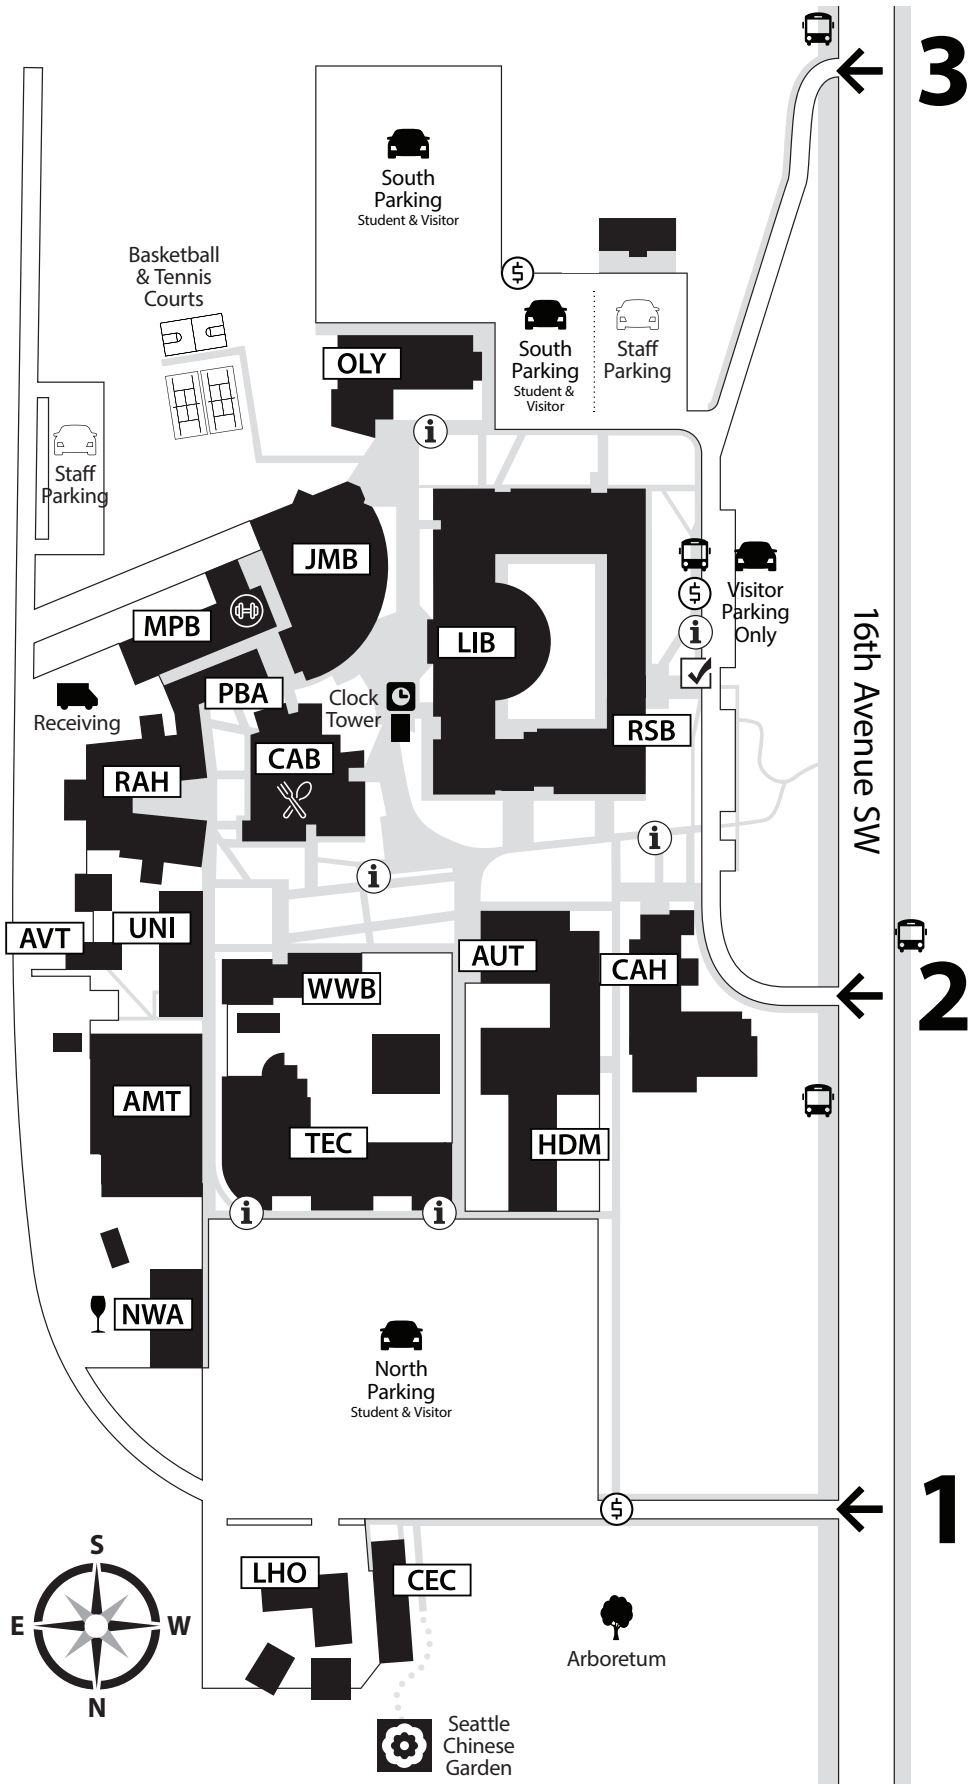 3
South
Parking
Student & Visitor
Basketball
& Tennis
Courts
$
South
Parking
Student &
Visitor
Staff
Parking
OLY
i
Staff
Parking
JMB
MPB
LIB
$
i
Visitor
Parking
Only
16th Avenue SW
Receiving
PBA
Clock
Tower
RSB
CAB
RAH
i
i
AVT
UNI
AUT
CAH
WWB
2
AMT
TEC
HDM
i
i
NWA
North
Parking
Student & Visitor
$
1
S
E
W
N
LHO
CEC
Arboretum
Seattle
Chinese
Garden